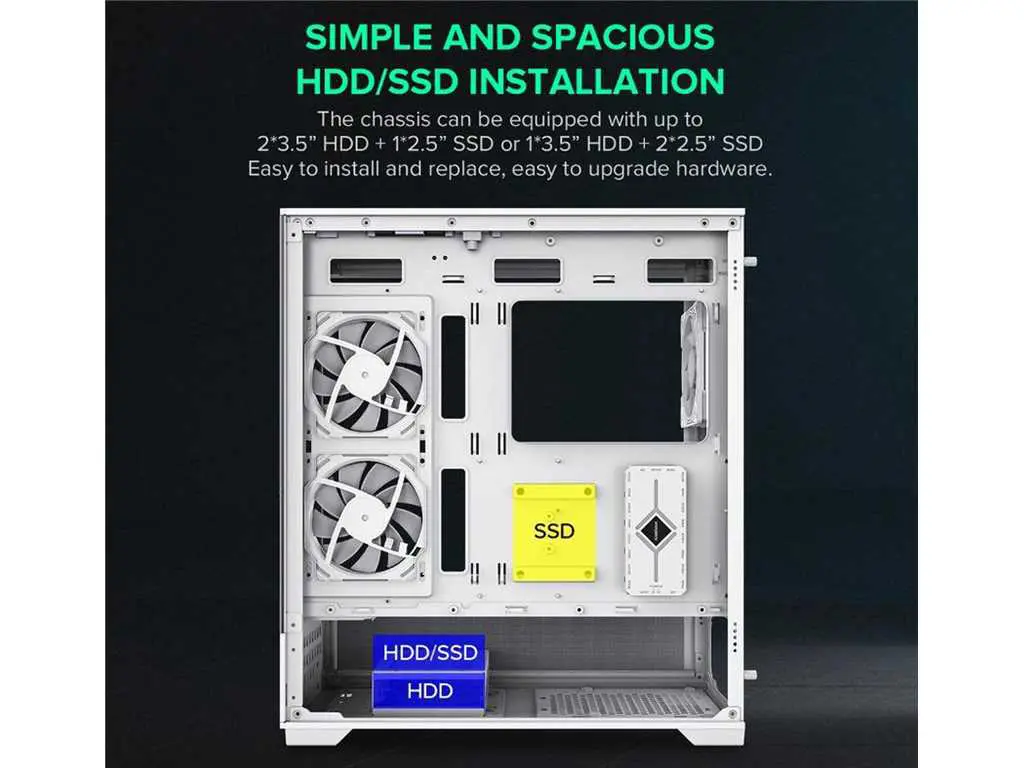 SIMPLE AND SPACIOUS
HDD/SSD INSTALLATION
The chassis can be equipped with up to
2*3.5” HDD + 1*2.5” SSD or 1*3.5” HDD + 2*2.5” SSD
Easy to install and replace, easy to upgrade hardware.
SSD
HDD/SSD
HDD